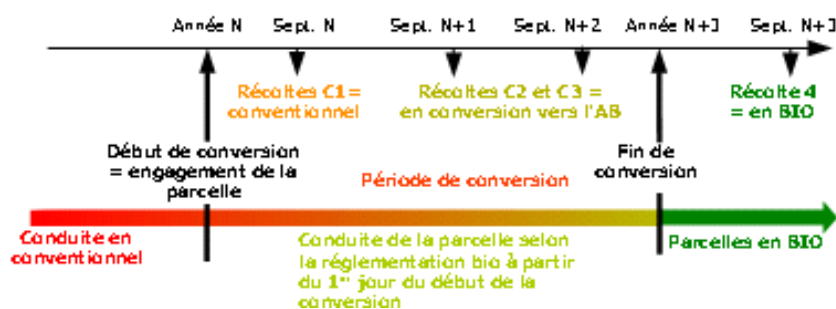 Année N Sept. N Sept. N+1 Sept. N+2 Année N+3 Sept. N+3
Récoltes C1=
conventionnel
Récoltes C2 et C3 =
en conversion vers l'AB
Récolte 4
= en BIO
Début de conversion
= engagement de la
parcelle
Période de conversion
Fin de
conversion
Conduite en
conventionnel
Conduite de la parcelle selon
la réglementation bio à partir
du 1er jour du début de la
conversion
Parcelles en BIO